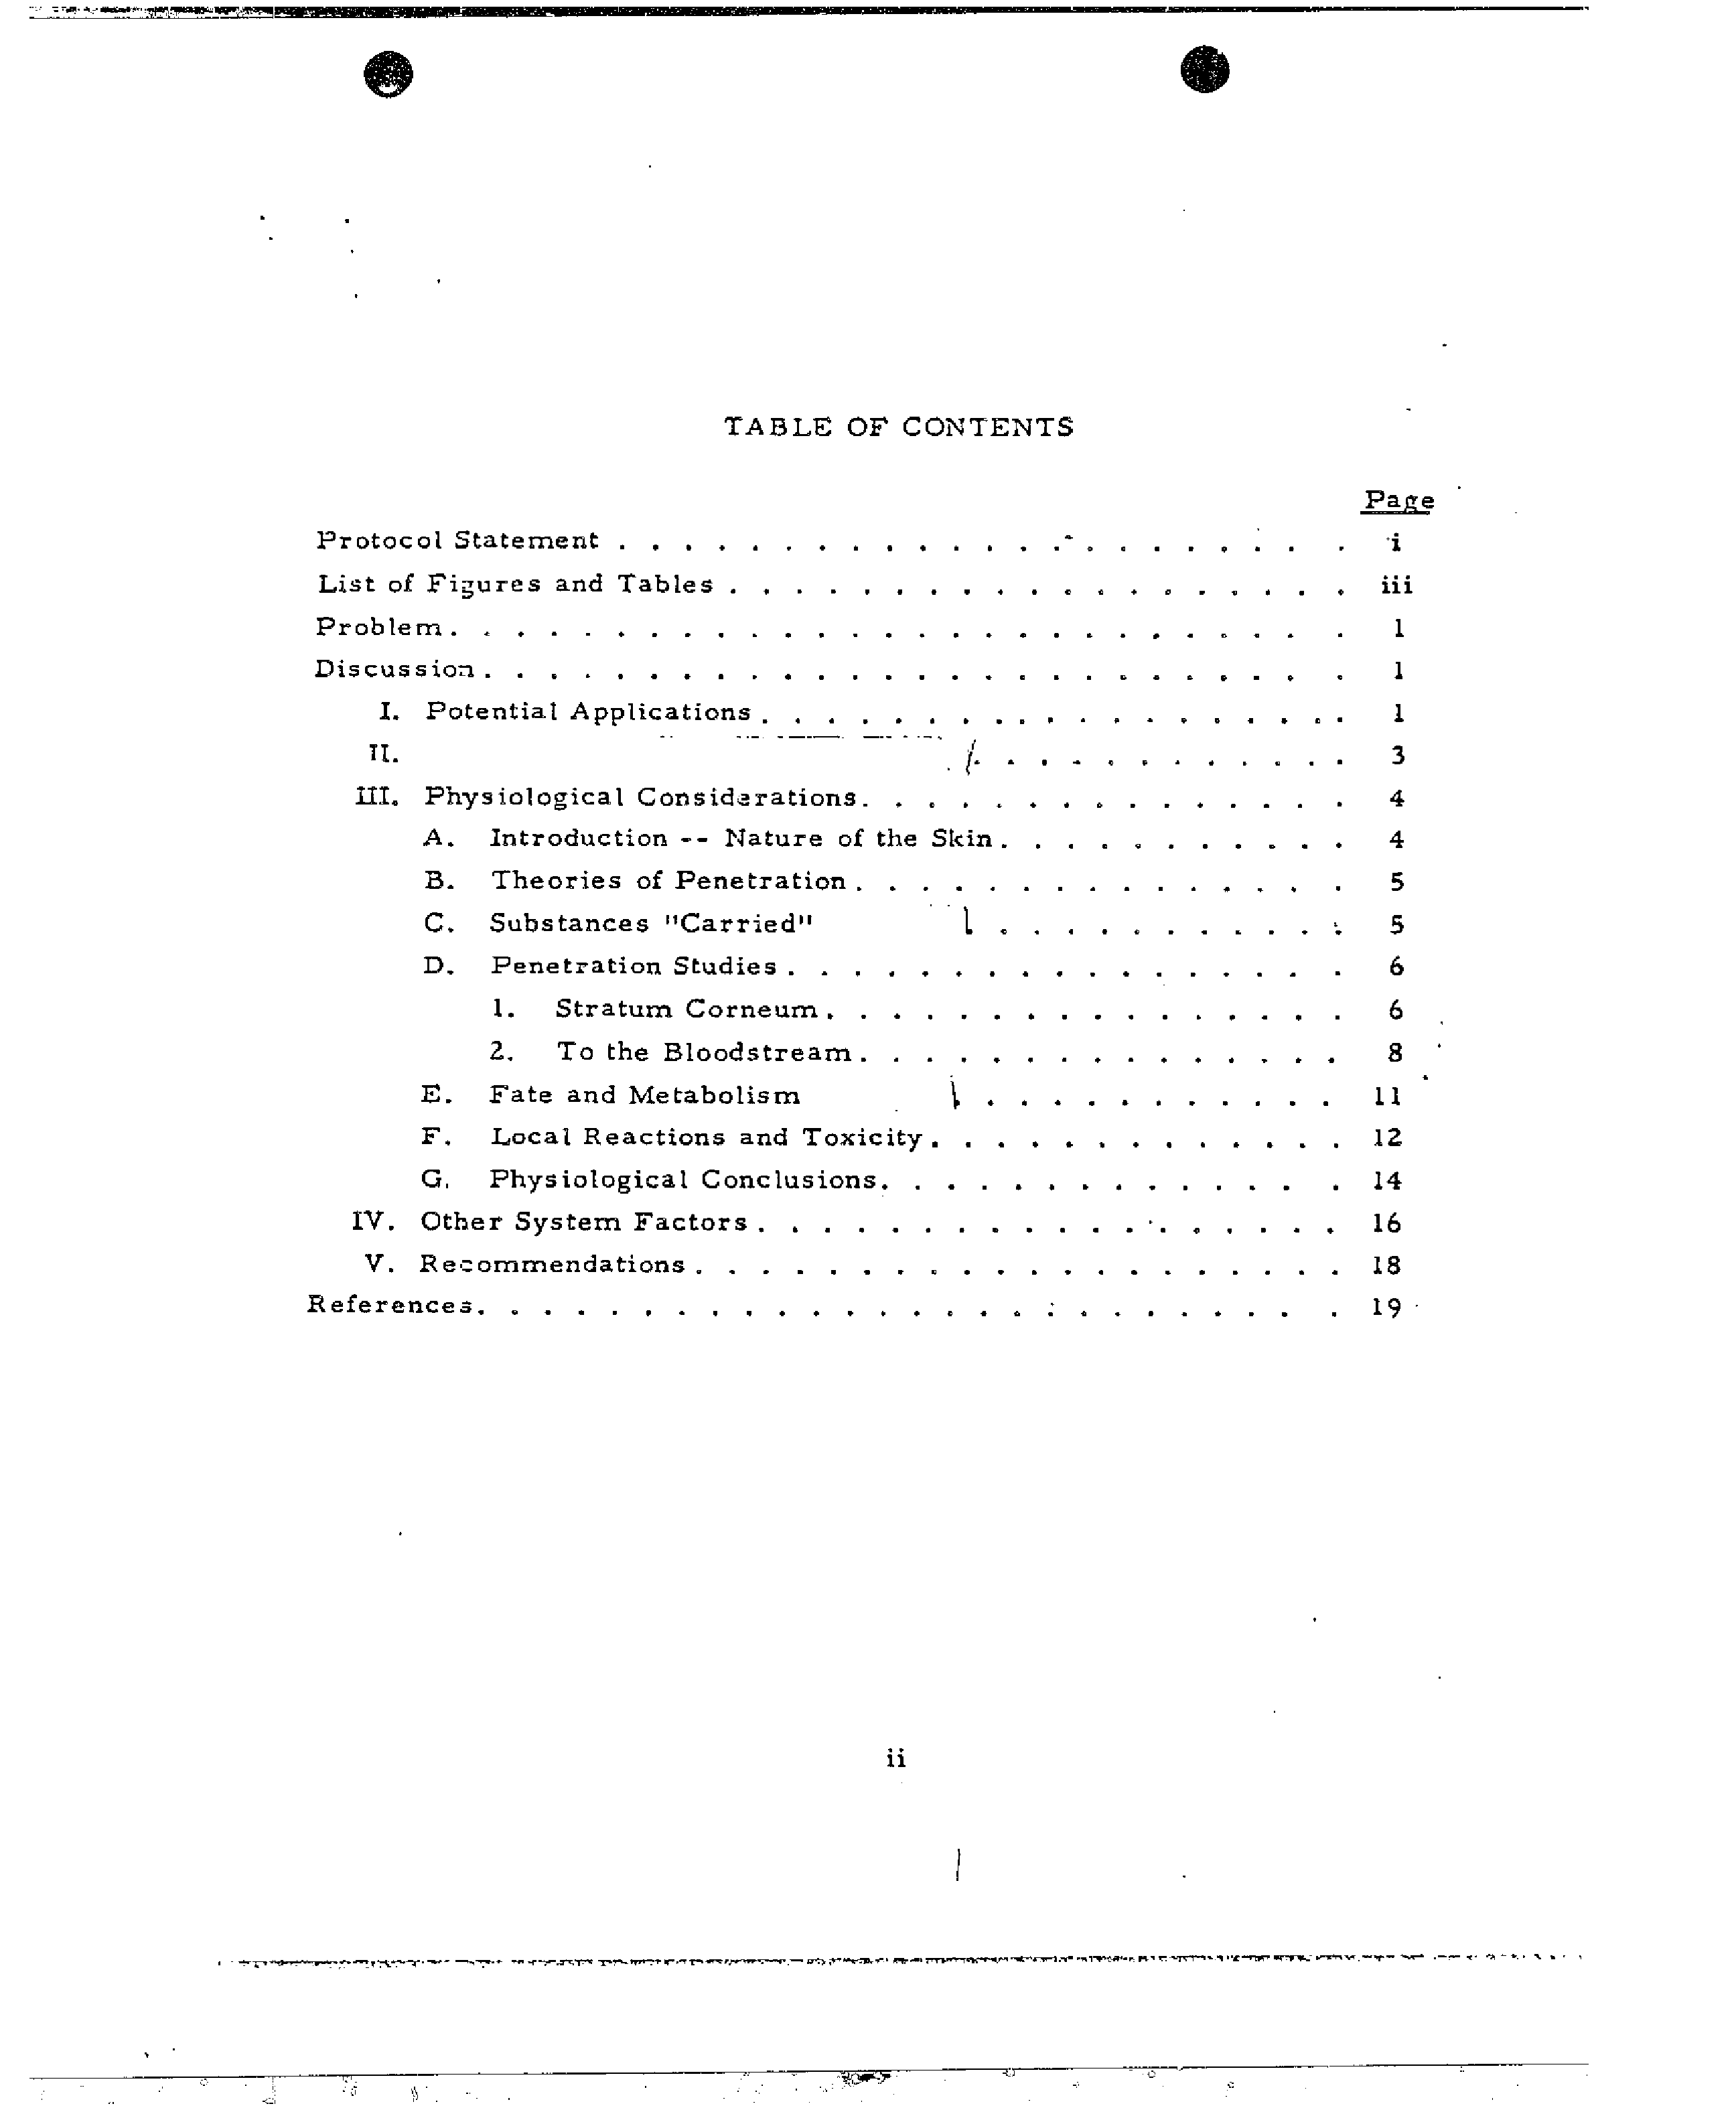 TABLE OF CONTENTS
Page
Protocol Statement . . . . . . . . . . . . . . . . . . . . . . i
List of Figures and Tables . . . . . . . . . . . . . . . . . . . iii
Problem. . . . . . . . . . . . . . . . . . . . . . . . . . . 1
Discussion. . . . . . . . . . . . . . . . . . . . . . . . . . 1
I. Potential Applications. . . . . . . . . . . . . . . . . . 1
II. . . . . . . . . . . . . 3
III. Physiological Considerations. . . . . . . . . . . . . . . 4
A. Introduction -- Nature of the Skin. . . . . . . . . . . 4
B. Theories of Penetration. . . . . . . . . . . . . . . 5
C. Substances "Carried" . . . . . . . . . . . 5
D. Penetration Studies. . . . . . . . . . . . . . . . . 6
1. Stratum Corneum. . . . . . . . . . . . . . . . 6
2. To the Bloodstream. . . . . . . . . . . . . . . 8
E. Fate and Metabolism . . . . . . . . . . . . 11
F. Local Reactions and Toxicity. . . . . . . . . . . . . 12
G. Physiological Conclusions. . . . . . . . . . . . . . 14
IV. Other System Factors. . . . . . . . . . . . . . . . . . 16
V. Recommendations. . . . . . . . . . . . . . . . . . . . 18
References. . . . . . . . . . . . . . . . . . . . . . . . . . 19
ii